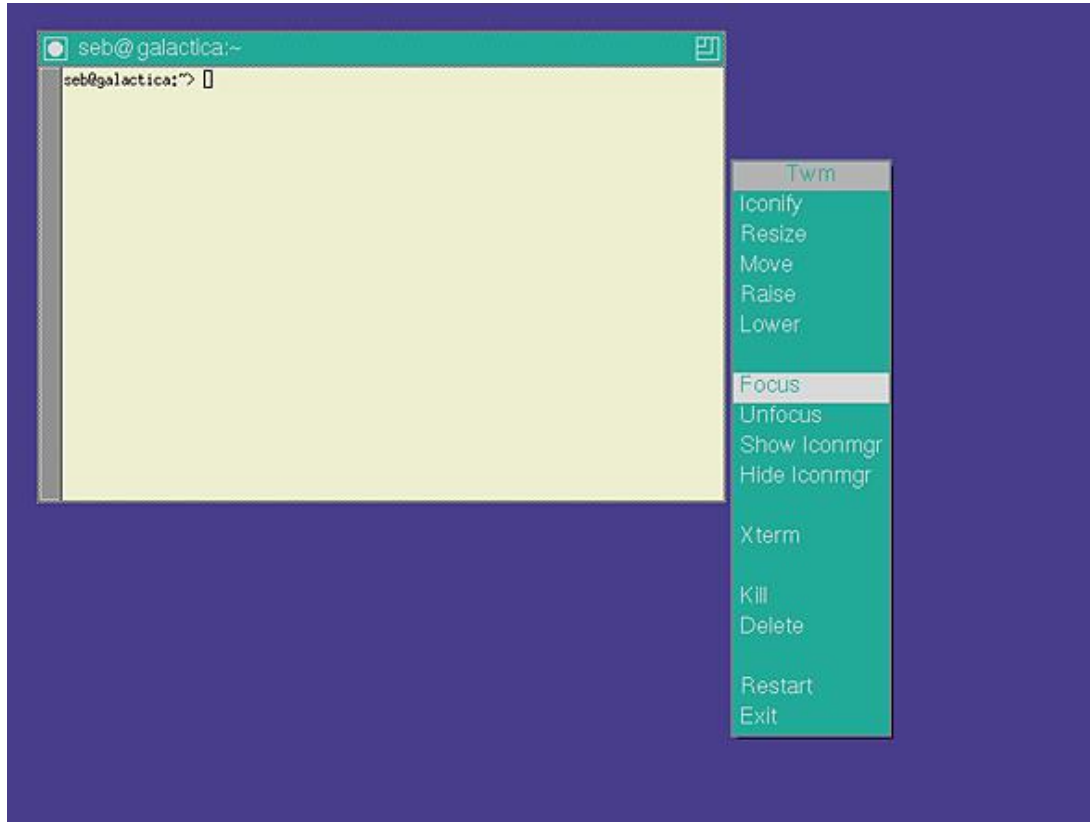 seb@galactica:~
seb@galactica:~>
Twm
Iconify
Resize
Move
Raise
Lower
Focus
Unfocus
Show Iconmgr
Hide Iconmgr
Xterm
Kill
Delete
Restart
Exit